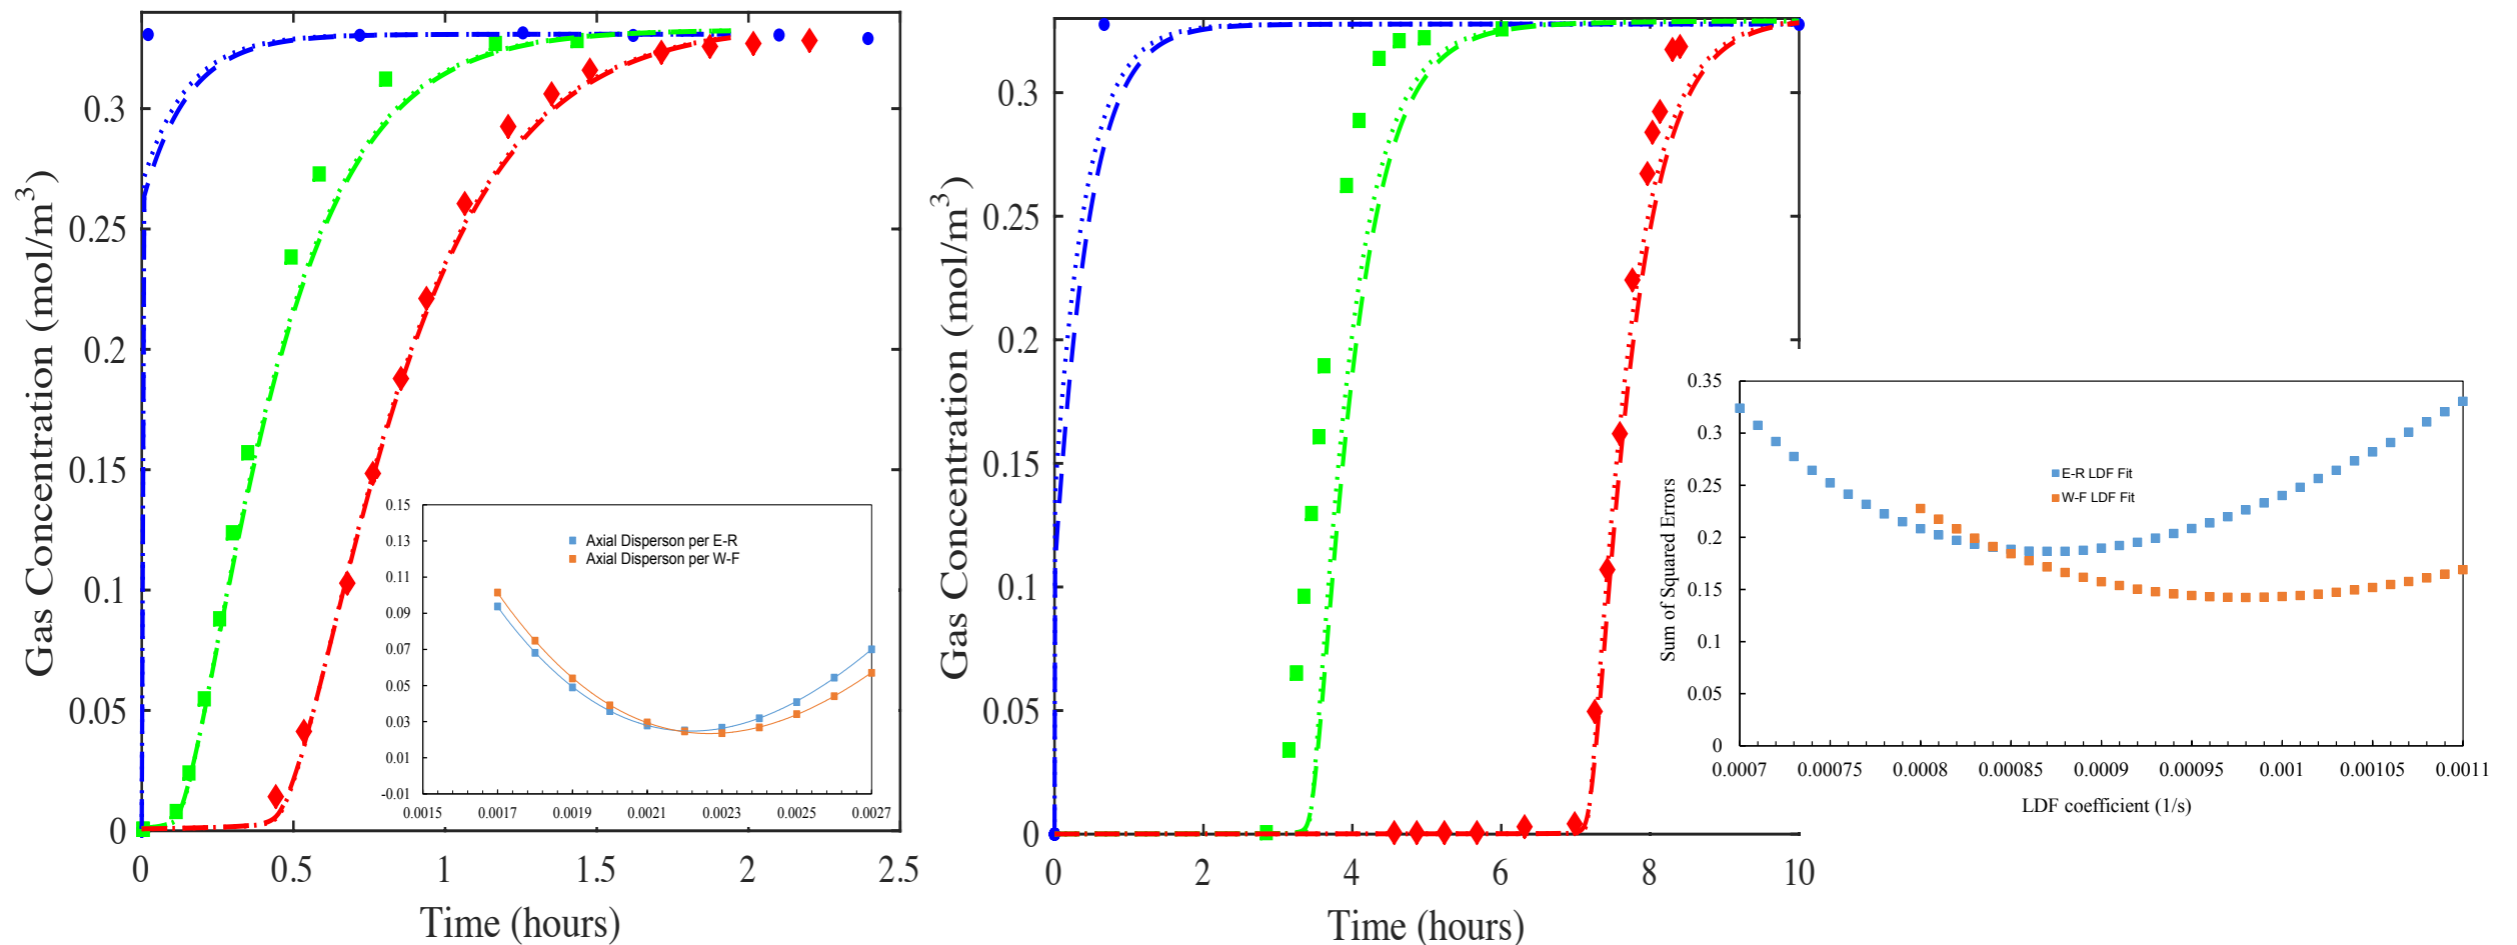 Gas Concentration (mol/m³)
0.3
0.25
0.2
0.15
0.1
0.05
0
0 0.5 1 1.5 2 2.5
Time (hours)
0.15
0.13
0.11
0.09
0.07
0.05
0.03
0.01
-0.01
0.0015 0.0017 0.0019 0.0021 0.0023 0.0025 0.0027
Axial Disperson per E-R
Axial Disperson per W-F
Gas Concentration (mol/m³)
0.3
0.25
0.2
0.15
0.1
0.05
0
0 2 4 6 8 10
Time (hours)
Sum of Squared Errors
0.35
0.3
0.25
0.2
0.15
0.1
0.05
0
0.0007 0.00075 0.0008 0.00085 0.0009 0.00095 0.001 0.00105 0.0011
LDF coefficient (1/s)
E-R LDF Fit
W-F LDF Fit